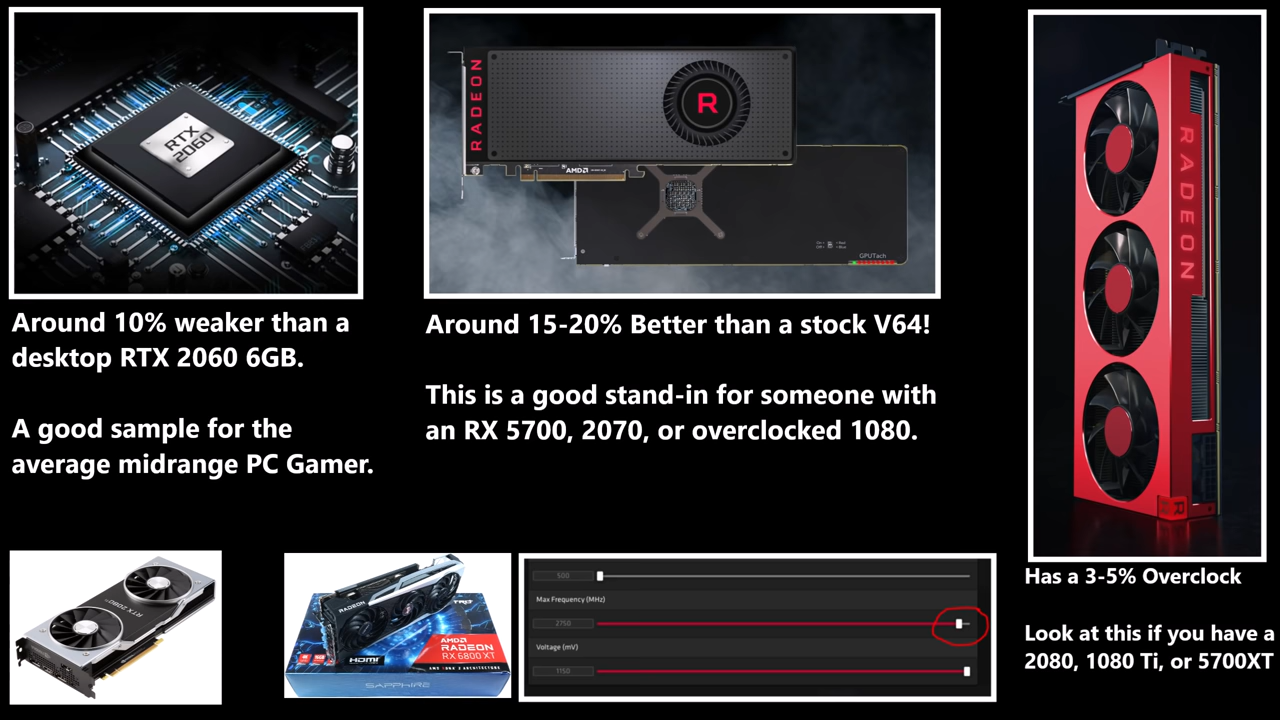 RTX
2060
Around 10% weaker than a
desktop RTX 2060 6GB.
A good sample for the
average midrange PC Gamer.
RADEON
R
AMD
GPUTach
Around 15-20% Better than a stock V64!
This is a good stand-in for someone with
an RX 5700, 2070, or overclocked 1080.
RADEON
R
Has a 3-5% Overclock
Look at this if you have a
2080, 1080 Ti, or 5700XT
RTX 2080
RADEON
AMD
RADEON
RX 6800 XT
HDMI
SAPPHIRE
500
Max Frequency (MHz)
2750
Voltage (mV)
1150